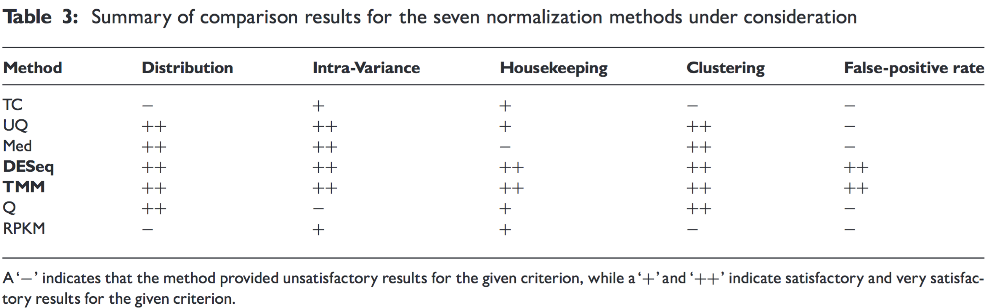 Table 3: Summary of comparison results for the seven normalization methods under consideration
Method Distribution Intra-Variance Housekeeping Clustering False-positive rate
TC − + + − −
UQ ++ ++ + ++ −
Med ++ ++ − ++ −
DESeq ++ ++ ++ ++ ++
TMM ++ ++ ++ ++ ++
Q ++ − + ++ −
RPKM − + + − −
A ‘−’ indicates that the method provided unsatisfactory results for the given criterion, while a ‘+’ and ‘++’ indicate satisfactory and very satisfac-
tory results for the given criterion.